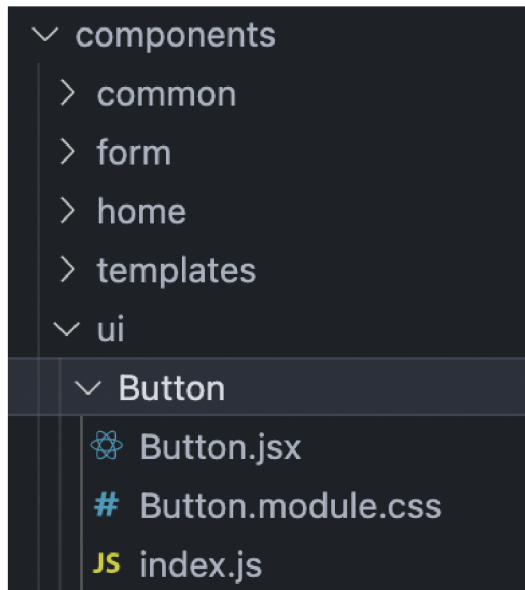 components
common
form
home
templates
ui
Button
Button.jsx
# Button.module.css
JS index.js